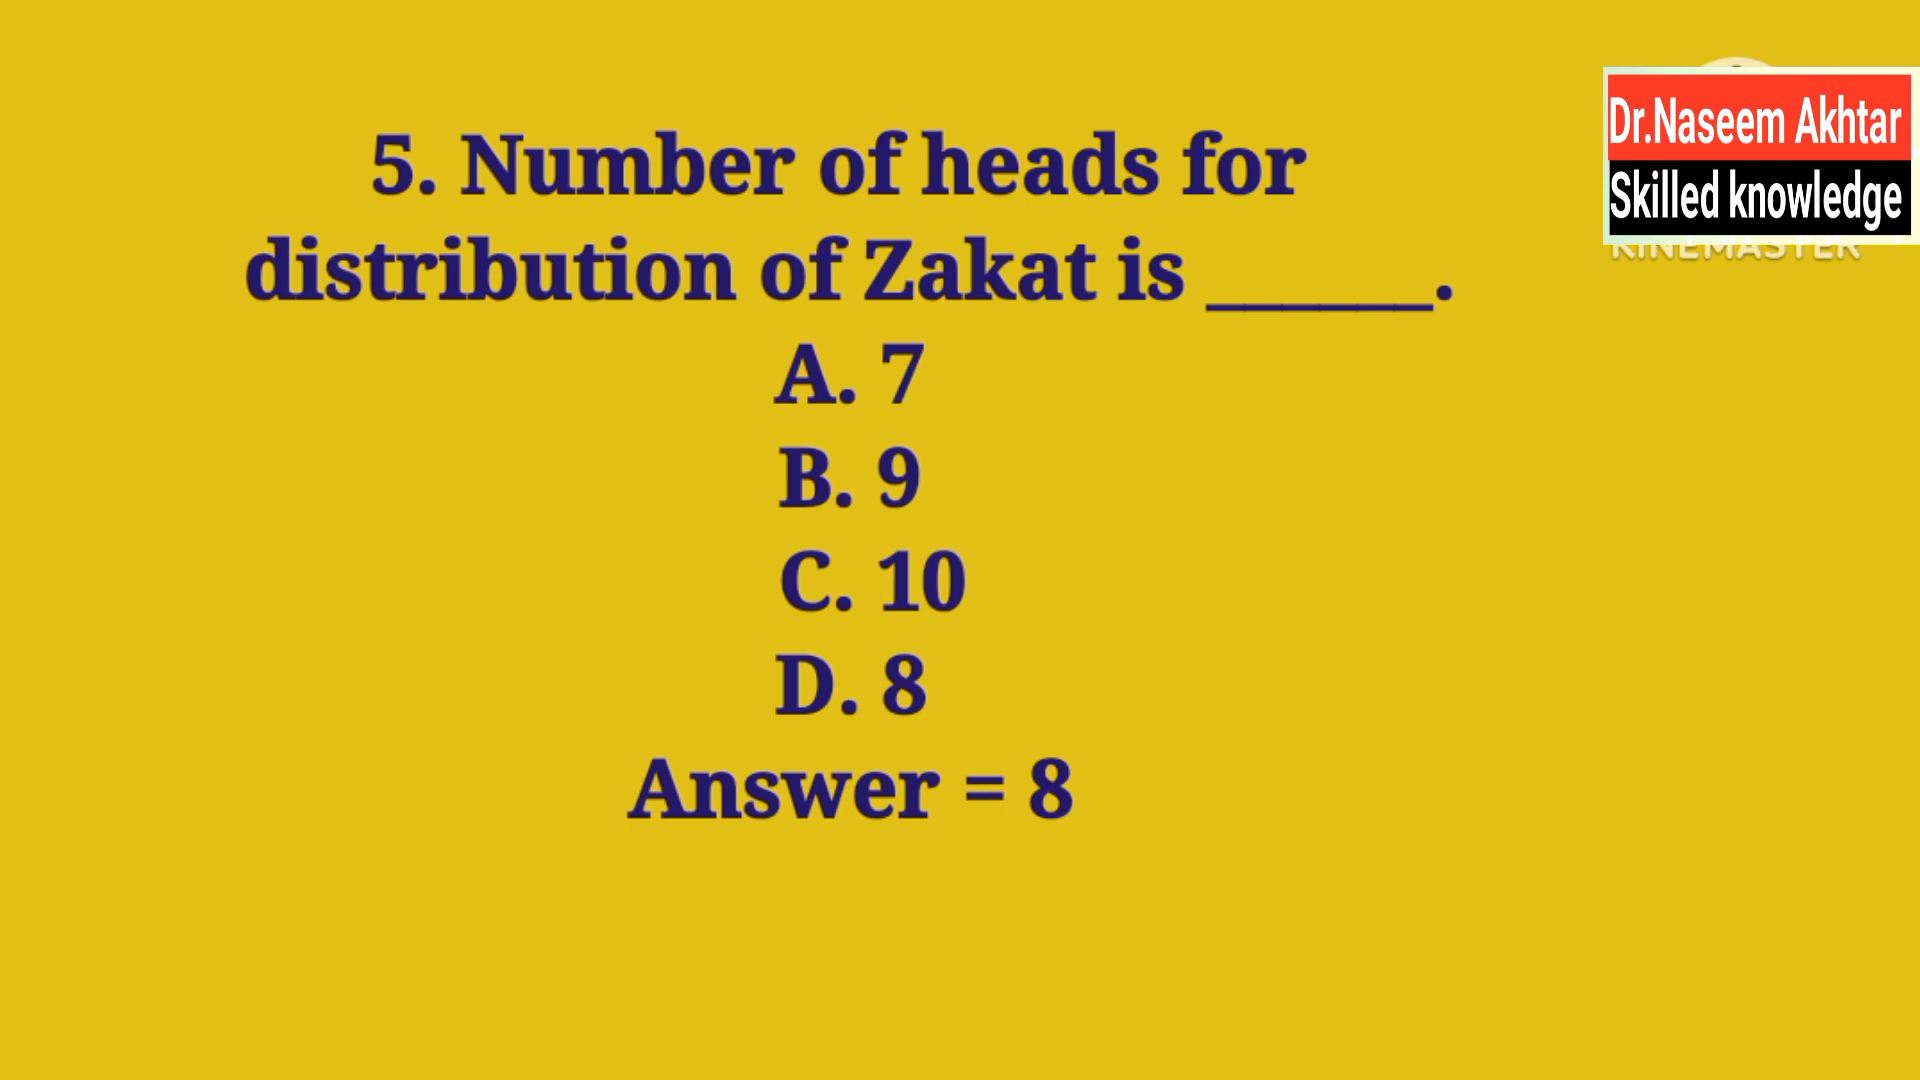 5. Number of heads for
distribution of Zakat is ______.
A. 7
B. 9
C. 10
D. 8
Answer = 8
Dr.Naseem Akhtar
Skilled knowledge
KINEMASTER